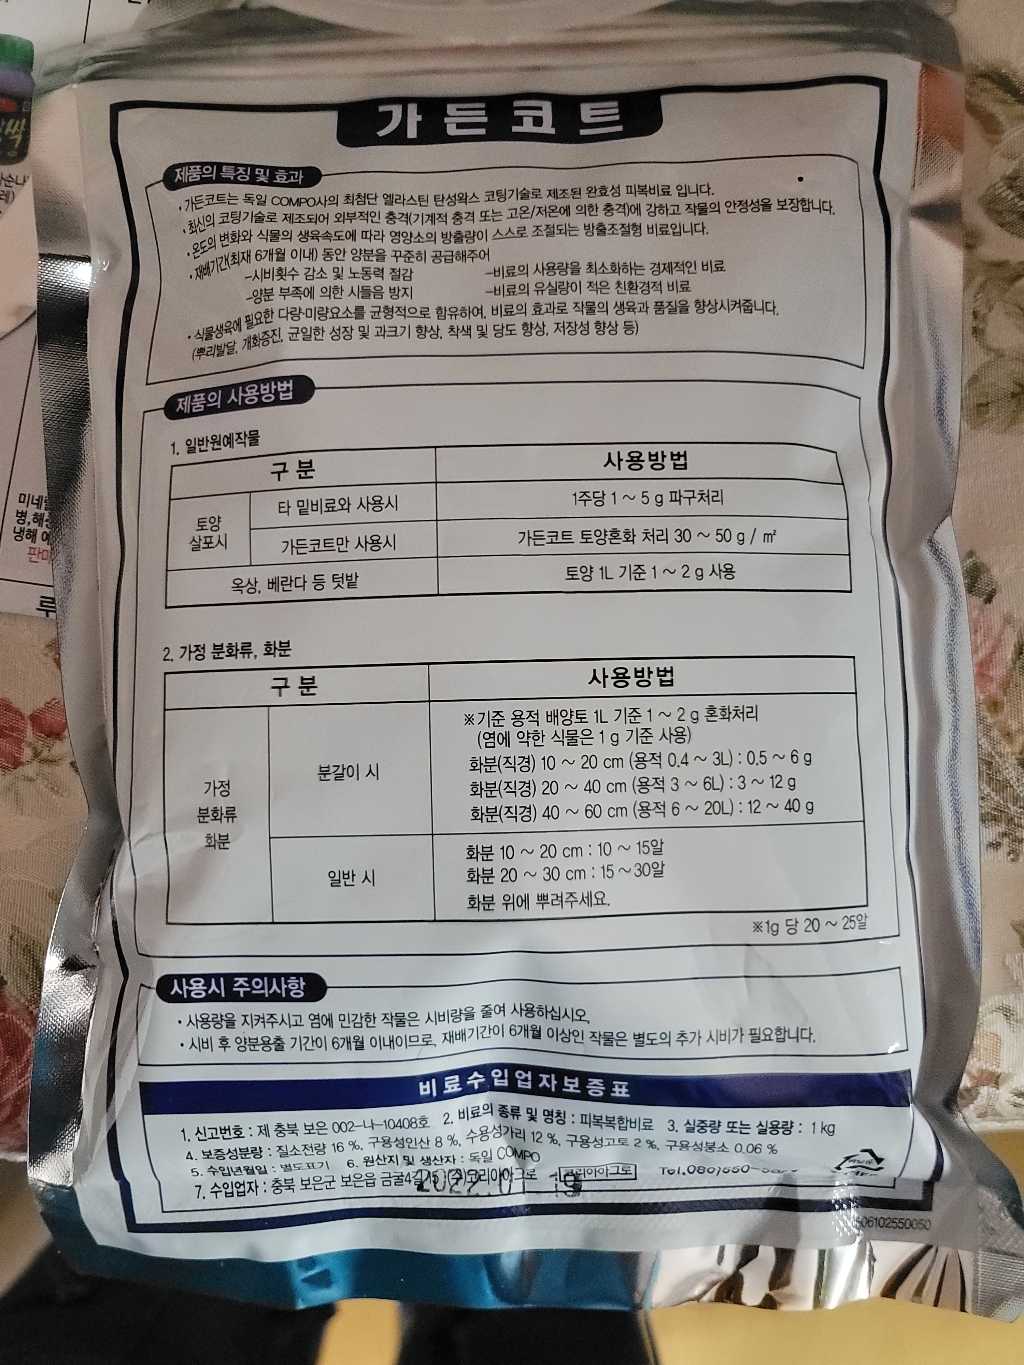 가든코트
제품의 특징 및 효과
• 가든코트는 독일 COMPO사의 최첨단 엘라스틴 탄성왁스 코팅기술로 제조된 완효성 피복비료 입니다.
• 최신의 코팅기술로 제조되어 외부적인 충격(기계적 충격 또는 고온/저온에 의한 충격)에 강하고 작물의 안정성을 보장합니다.
• 온도의 변화와 식물의 생육속도에 따라 영양소의 방출량이 스스로 조절되는 방출조절형 비료입니다.
• 재배기간(최재 6개월 이내) 동안 양분을 꾸준히 공급해주어
-시비횟수 감소 및 노동력 절감 -비료의 사용량을 최소화하는 경제적인 비료
-양분 부족에 의한 시들음 방지 -비료의 유실량이 적은 친환경적 비료
• 식물생육에 필요한 다량·미량요소를 균형적으로 함유하여, 비료의 효과로 작물의 생육과 품질을 향상시켜줍니다.
(뿌리발달, 개화증진, 균일한 성장 및 과크기 향상, 착색 및 당도 향상, 저장성 향상 등)
제품의 사용방법
1. 일반원예작물
구 분 사용방법
토양 살포시 타 밑비료와 사용시 1주당 1 ~ 5 g 파구처리
가든코트만 사용시 가든코트 토양혼화 처리 30 ~ 50 g / ㎡
옥상, 베란다 등 텃밭 토양 1L 기준 1 ~ 2 g 사용
2. 가정 분화류, 화분
구 분 사용방법
가정
분화류
화분
분갈이 시
※기준 용적 배양토 1L 기준 1 ~ 2 g 혼화처리
(염에 약한 식물은 1 g 기준 사용)
화분(직경) 10 ~ 20 cm (용적 0.4 ~ 3L) : 0.5 ~ 6 g
화분(직경) 20 ~ 40 cm (용적 3 ~ 6L) : 3 ~ 12 g
화분(직경) 40 ~ 60 cm (용적 6 ~ 20L) : 12 ~ 40 g
일반 시
화분 10 ~ 20 cm : 10 ~ 15알
화분 20 ~ 30 cm : 15 ~30알
화분 위에 뿌려주세요.
※1g 당 20 ~ 25알
사용시 주의사항
• 사용량을 지켜주시고 염에 민감한 작물은 시비량을 줄여 사용하십시오.
• 시비 후 양분용출 기간이 6개월 이내이므로, 재배기간이 6개월 이상인 작물은 별도의 추가 시비가 필요합니다.
비료수입업자보증표
1. 신고번호 : 제 충북 보은 002-나-10408호 2. 비료의 종류 및 명칭 : 피복복합비료 3. 실중량 또는 실용량 : 1 kg
4. 보증성분량 : 질소전량 16 %, 구용성인산 8 %, 수용성가리 12 %, 구용성고토 2 %, 구용성붕소 0.06 %
5. 수입년월일 : 별도표기 6. 원산지 및 생산자 : 독일 COMPO
7. 수입업자 : 충북 보은군 보은읍 금굴4길 (주)코리아아그로 코리아아그로
2022. 01
06102550050
미네
병,해
냉해 예
판매
루